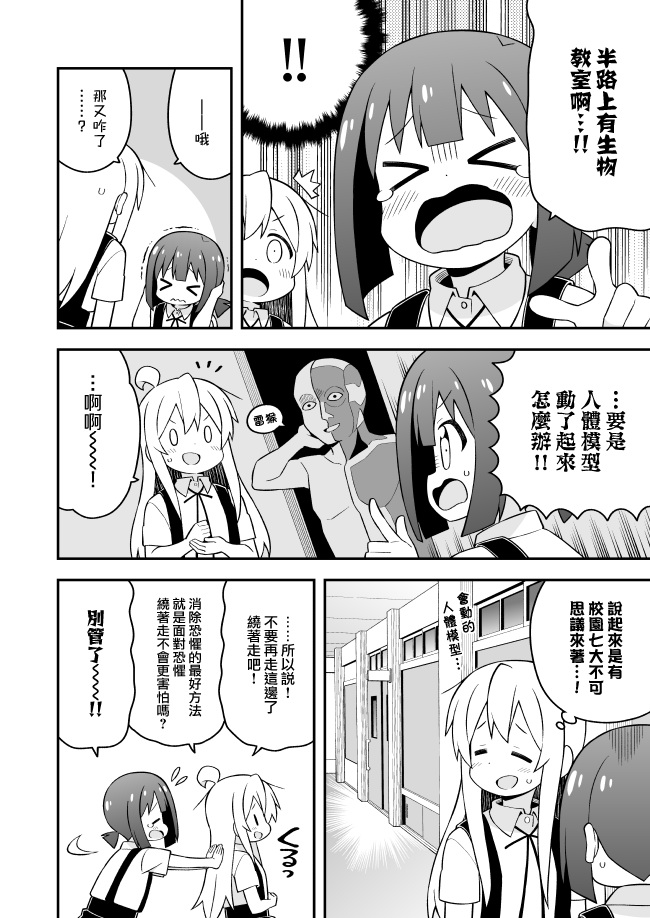 半路上有生物
教室啊…!!
!!
──哦
那又咋了
……？
…要是
人體模型
動了起來
怎麼辦!!
雷猴
…啊啊～～～！
說起來是有
校園七大不可
思議來著…！
會動的
人體模型…
……所以說！
不要再走這邊了
繞著走吧！
消除恐懼的最好方法
就是面對恐懼
繞著走不會更害怕嗎？
別管了～～～!!
くるっ